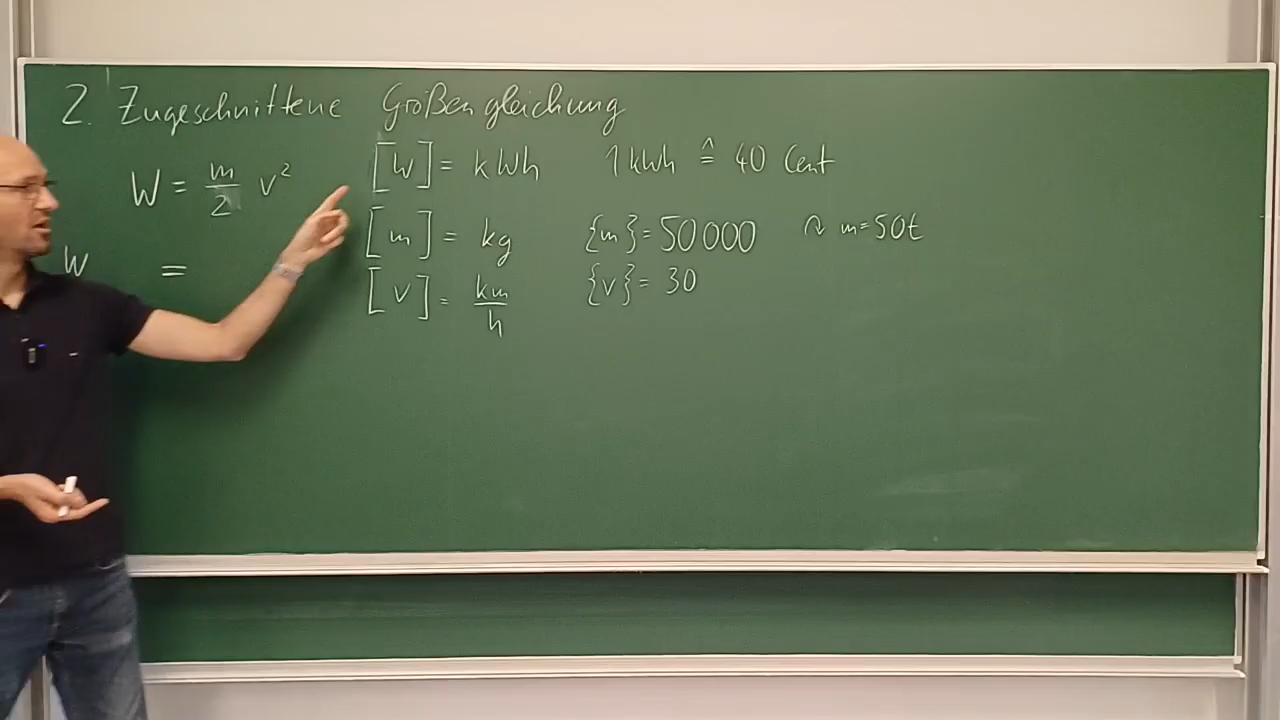 2. Zugeschnittene Größengleichung
W = m/2 v² [W] = kWh 1 kWh ≙ 40 Cent
[m] = kg {m} = 50 000 ↷ m = 50t
W = [v] = km/h {v} = 30